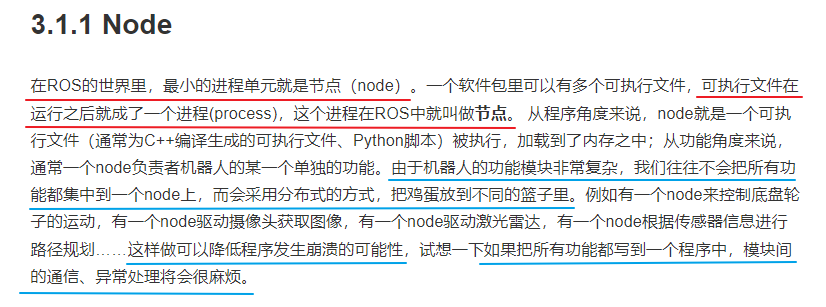 3.1.1 Node
在ROS的世界里，最小的进程单元就是节点（node）。一个软件包里可以有多个可执行文件，可执行文件在
运行之后就成了一个进程(process)，这个进程在ROS中就叫做节点。 从程序角度来说，node就是一个可执
行文件（通常为C++编译生成的可执行文件、Python脚本）被执行，加载到了内存之中；从功能角度来说，
通常一个node负责者机器人的某一个单独的功能。由于机器人的功能模块非常复杂，我们往往不会把所有功
能都集中到一个node上，而会采用分布式的方式，把鸡蛋放到不同的篮子里。例如有一个node来控制底盘轮
子的运动，有一个node驱动摄像头获取图像，有一个node驱动激光雷达，有一个node根据传感器信息进行
路径规划……这样做可以降低程序发生崩溃的可能性，试想一下如果把所有功能都写到一个程序中，模块间
的通信、异常处理将会很麻烦。